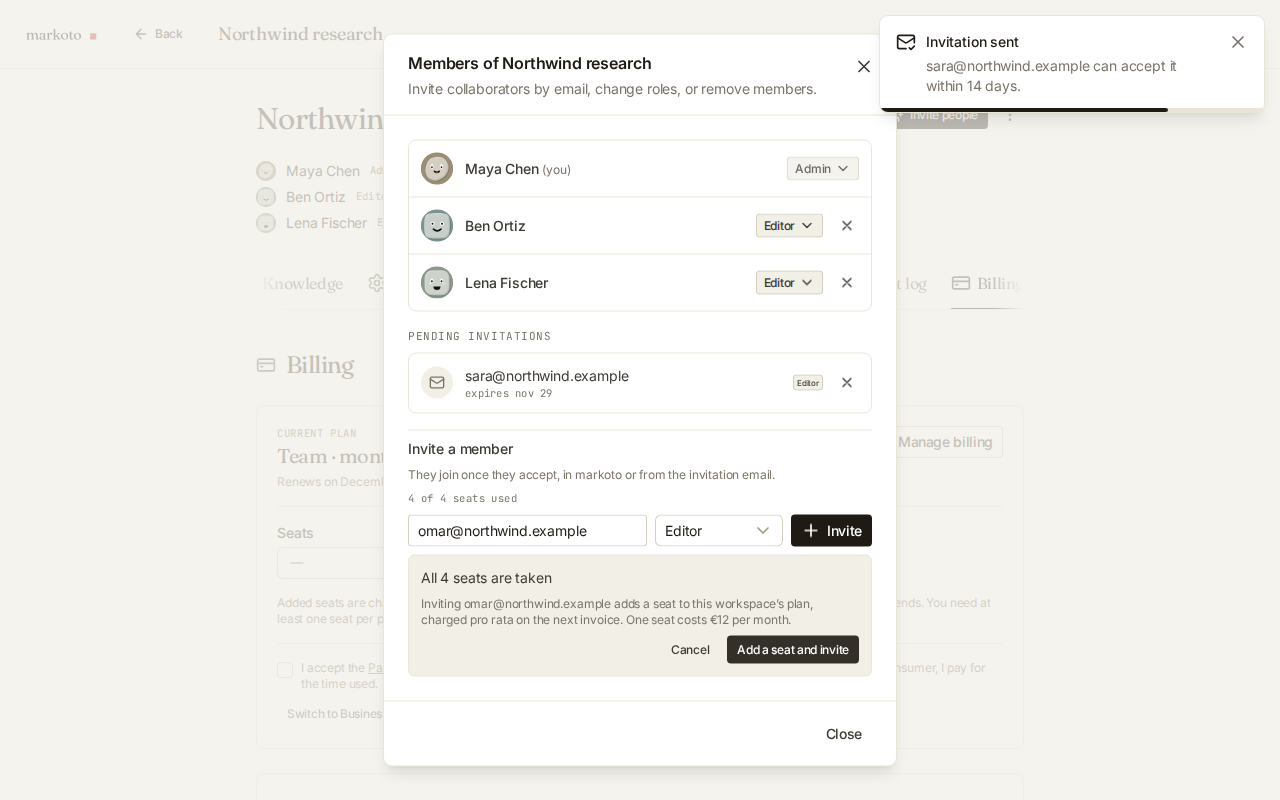 markoto
Back
Northwind research
Invitation sent
sara@northwind.example can accept it
within 14 days.
Members of Northwind research
Invite collaborators by email, change roles, or remove members.
Invite people
Maya Chen
Ben Ortiz
Lena Fischer
Knowledge
t log
Billing
Maya Chen (you)
Admin
Ben Ortiz
Editor
Lena Fischer
Editor
PENDING INVITATIONS
sara@northwind.example
expires nov 29
Editor
Invite a member
They join once they accept, in markoto or from the invitation email.
4 of 4 seats used
omar@northwind.example
Editor
Invite
All 4 seats are taken
Inviting omar@northwind.example adds a seat to this workspace’s plan,
charged pro rata on the next invoice. One seat costs €12 per month.
Cancel
Add a seat and invite
Close
Billing
CURRENT PLAN
Team · mont
Renews on Decem
Manage billing
Seats
—
Added seats are ch
ends. You need at
least one seat per p
I accept the Pa
nsumer, I pay for
the time used.
Switch to Busines